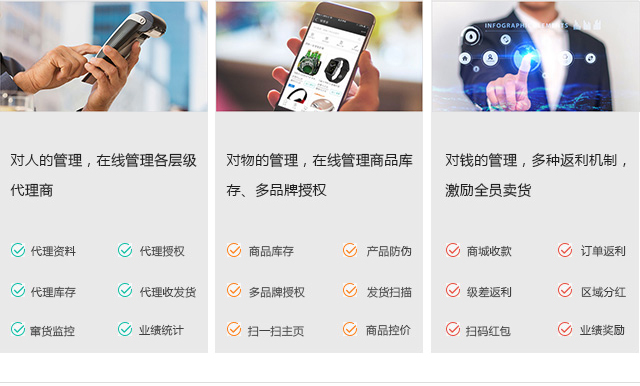 INFOGRAPHIC ELEMENTS
对人的管理，在线管理各层级
代理商
代理资料
代理授权
代理库存
代理收发货
窜货监控
业绩统计
对物的管理，在线管理商品库
存、多品牌授权
商品库存
产品防伪
多品牌授权
发货扫描
扫一扫主页
商品控价
对钱的管理，多种返利机制，
激励全员卖货
商城收款
订单返利
级差返利
区域分红
扫码红包
业绩奖励